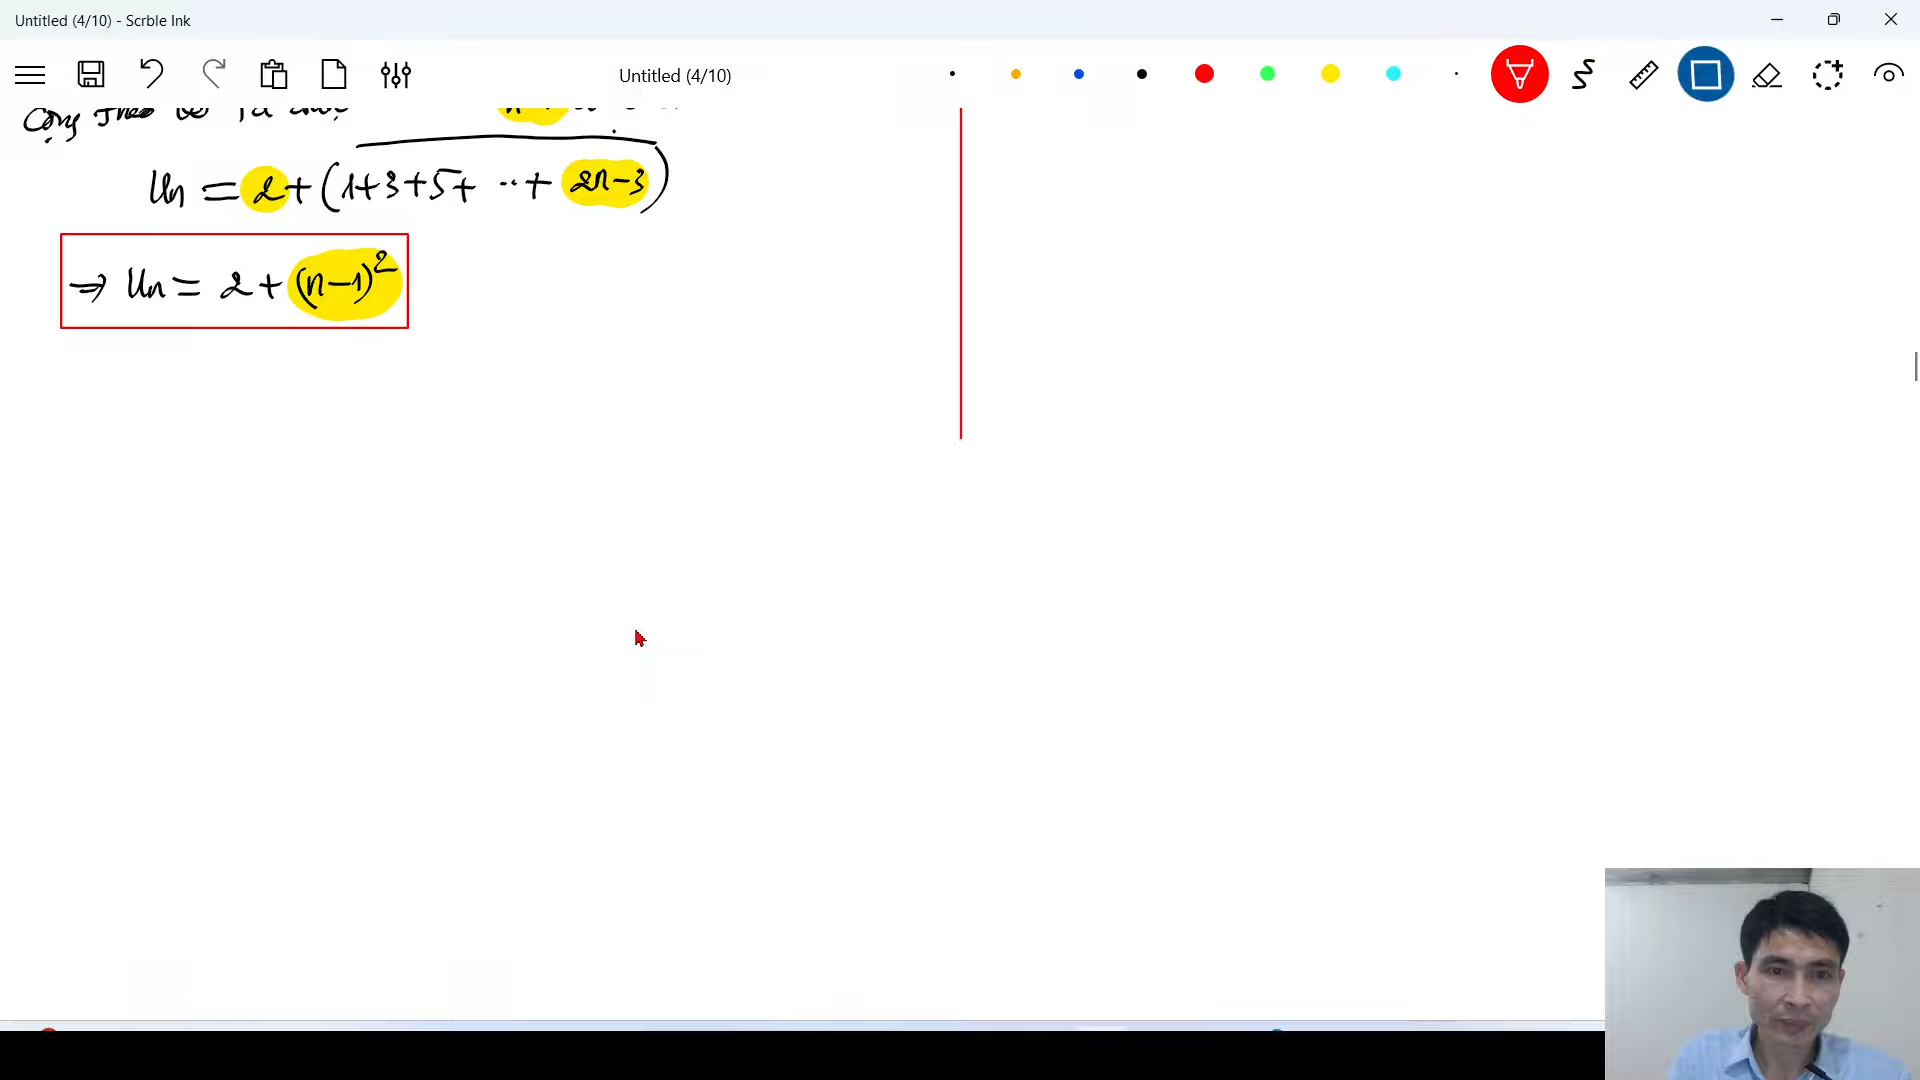 Untitled (4/10) - Scrble Ink
Untitled (4/10)
Un = 2 + (1+3+5+ ··+ 2n-3)
⇒ Un = 2 + (n-1)²